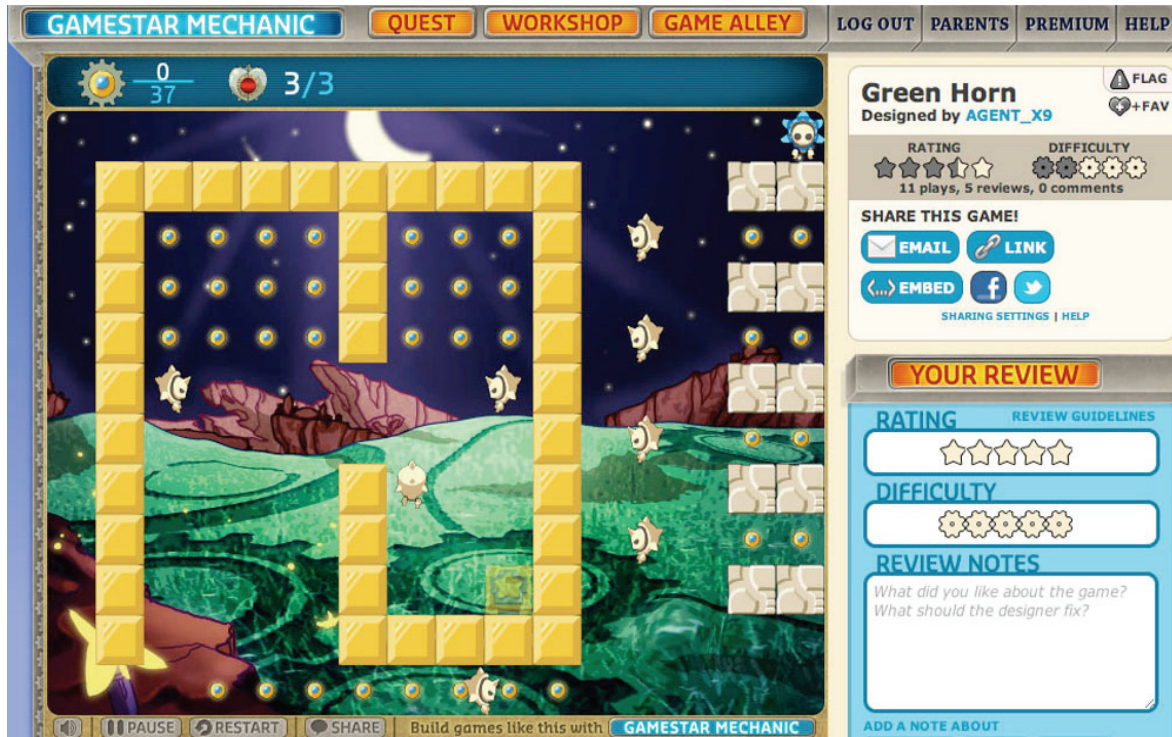 GAMESTAR MECHANIC
QUEST
WORKSHOP
GAME ALLEY
LOG OUT
PARENTS
PREMIUM
HELP
0
37
3/3
Green Horn
Designed by AGENT_X9
FLAG
+FAV
RATING
DIFFICULTY
11 plays, 5 reviews, 0 comments
SHARE THIS GAME!
EMAIL
LINK
<...> EMBED
f
SHARING SETTINGS | HELP
YOUR REVIEW
RATING
REVIEW GUIDELINES
DIFFICULTY
REVIEW NOTES
What did you like about the game?
What should the designer fix?
ADD A NOTE ABOUT
PAUSE
RESTART
SHARE
Build games like this with GAMESTAR MECHANIC